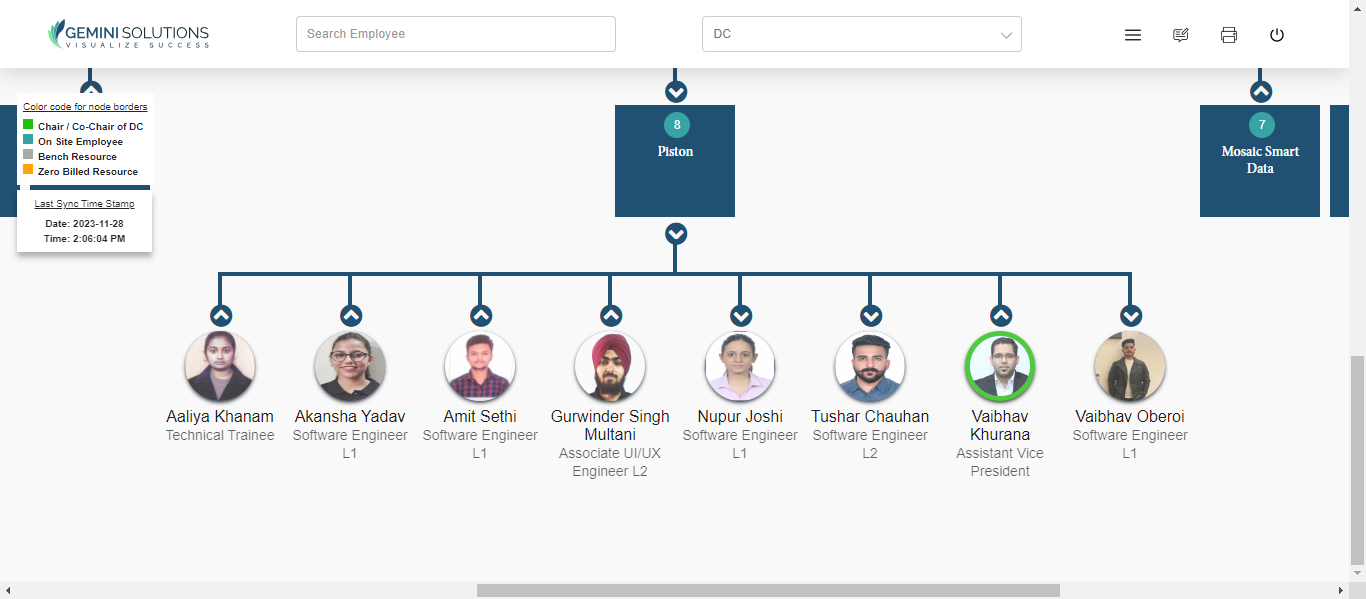 GEMINI SOLUTIONS
VISUALIZE SUCCESS
Search Employee
DC
Color code for node borders
Chair / Co-Chair of DC
On Site Employee
Bench Resource
Zero Billed Resource
Last Sync Time Stamp
Date: 2023-11-28
Time: 2:06:04 PM
8
Piston
7
Mosaic Smart
Data
Aaliya Khanam
Technical Trainee
Akansha Yadav
Software Engineer
L1
Amit Sethi
Software Engineer
L1
Gurwinder Singh
Multani
Associate UI/UX
Engineer L2
Nupur Joshi
Software Engineer
L1
Tushar Chauhan
Software Engineer
L2
Vaibhav
Khurana
Assistant Vice
President
Vaibhav Oberoi
Software Engineer
L1